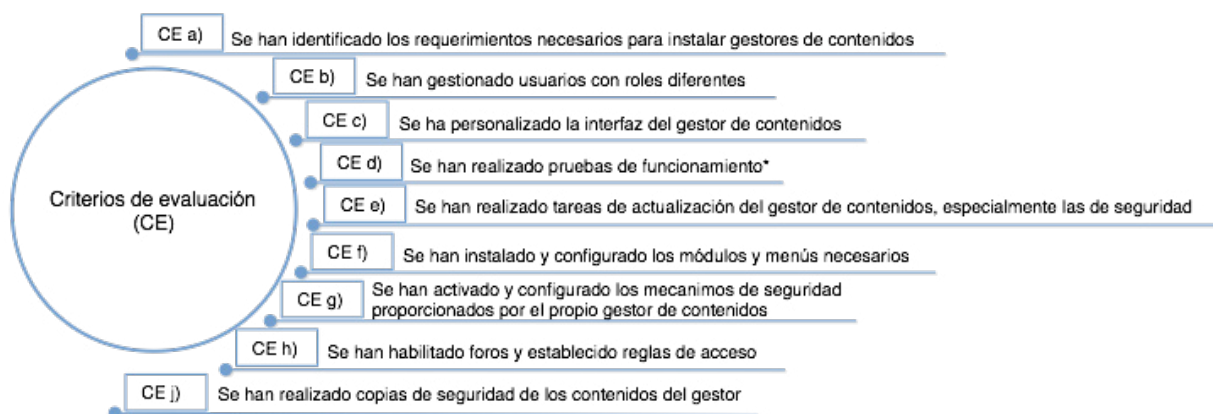 CE a) Se han identificado los requerimientos necesarios para instalar gestores de contenidos
CE b) Se han gestionado usuarios con roles diferentes
CE c) Se ha personalizado la interfaz del gestor de contenidos
CE d) Se han realizado pruebas de funcionamiento*
Criterios de evaluación
(CE)
CE e) Se han realizado tareas de actualización del gestor de contenidos, especialmente las de seguridad
CE f) Se han instalado y configurado los módulos y menús necesarios
CE g) Se han activado y configurado los mecanimos de seguridad
proporcionados por el propio gestor de contenidos
CE h) Se han habilitado foros y establecido reglas de acceso
CE j) Se han realizado copias de seguridad de los contenidos del gestor